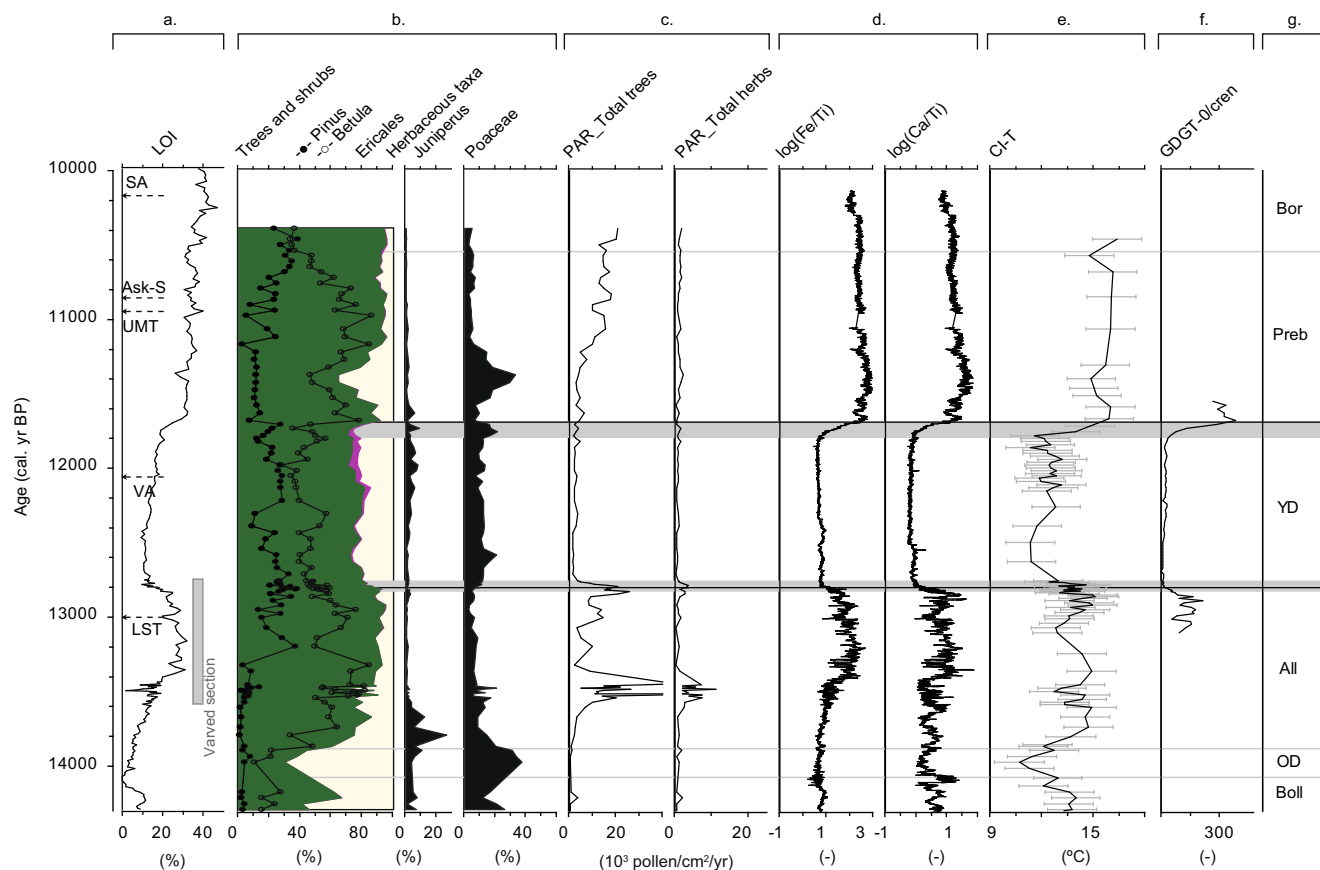 a. b. c. d. e. f. g.
LOI
Trees and shrubs
-●- Pinus
-○- Betula
Ericales
Herbaceous taxa
Juniperus
Poaceae
PAR_Total trees
PAR_Total herbs
log(Fe/Ti)
log(Ca/Ti)
CI-T
GDGT-0/cren
Age (cal. yr BP)
10000
11000
12000
13000
14000
SA
Ask-S
UMT
VA
LST
Varved section
Bor
Preb
YD
All
OD
Boll
0 20 40
0 40 80 0 20 0 20 40
0 20 40 0 20
-1 1 3 -1 1
9 15
300
(%) (%) (%) (%) (10³ pollen/cm²/yr) (-) (-) (ºC) (-)